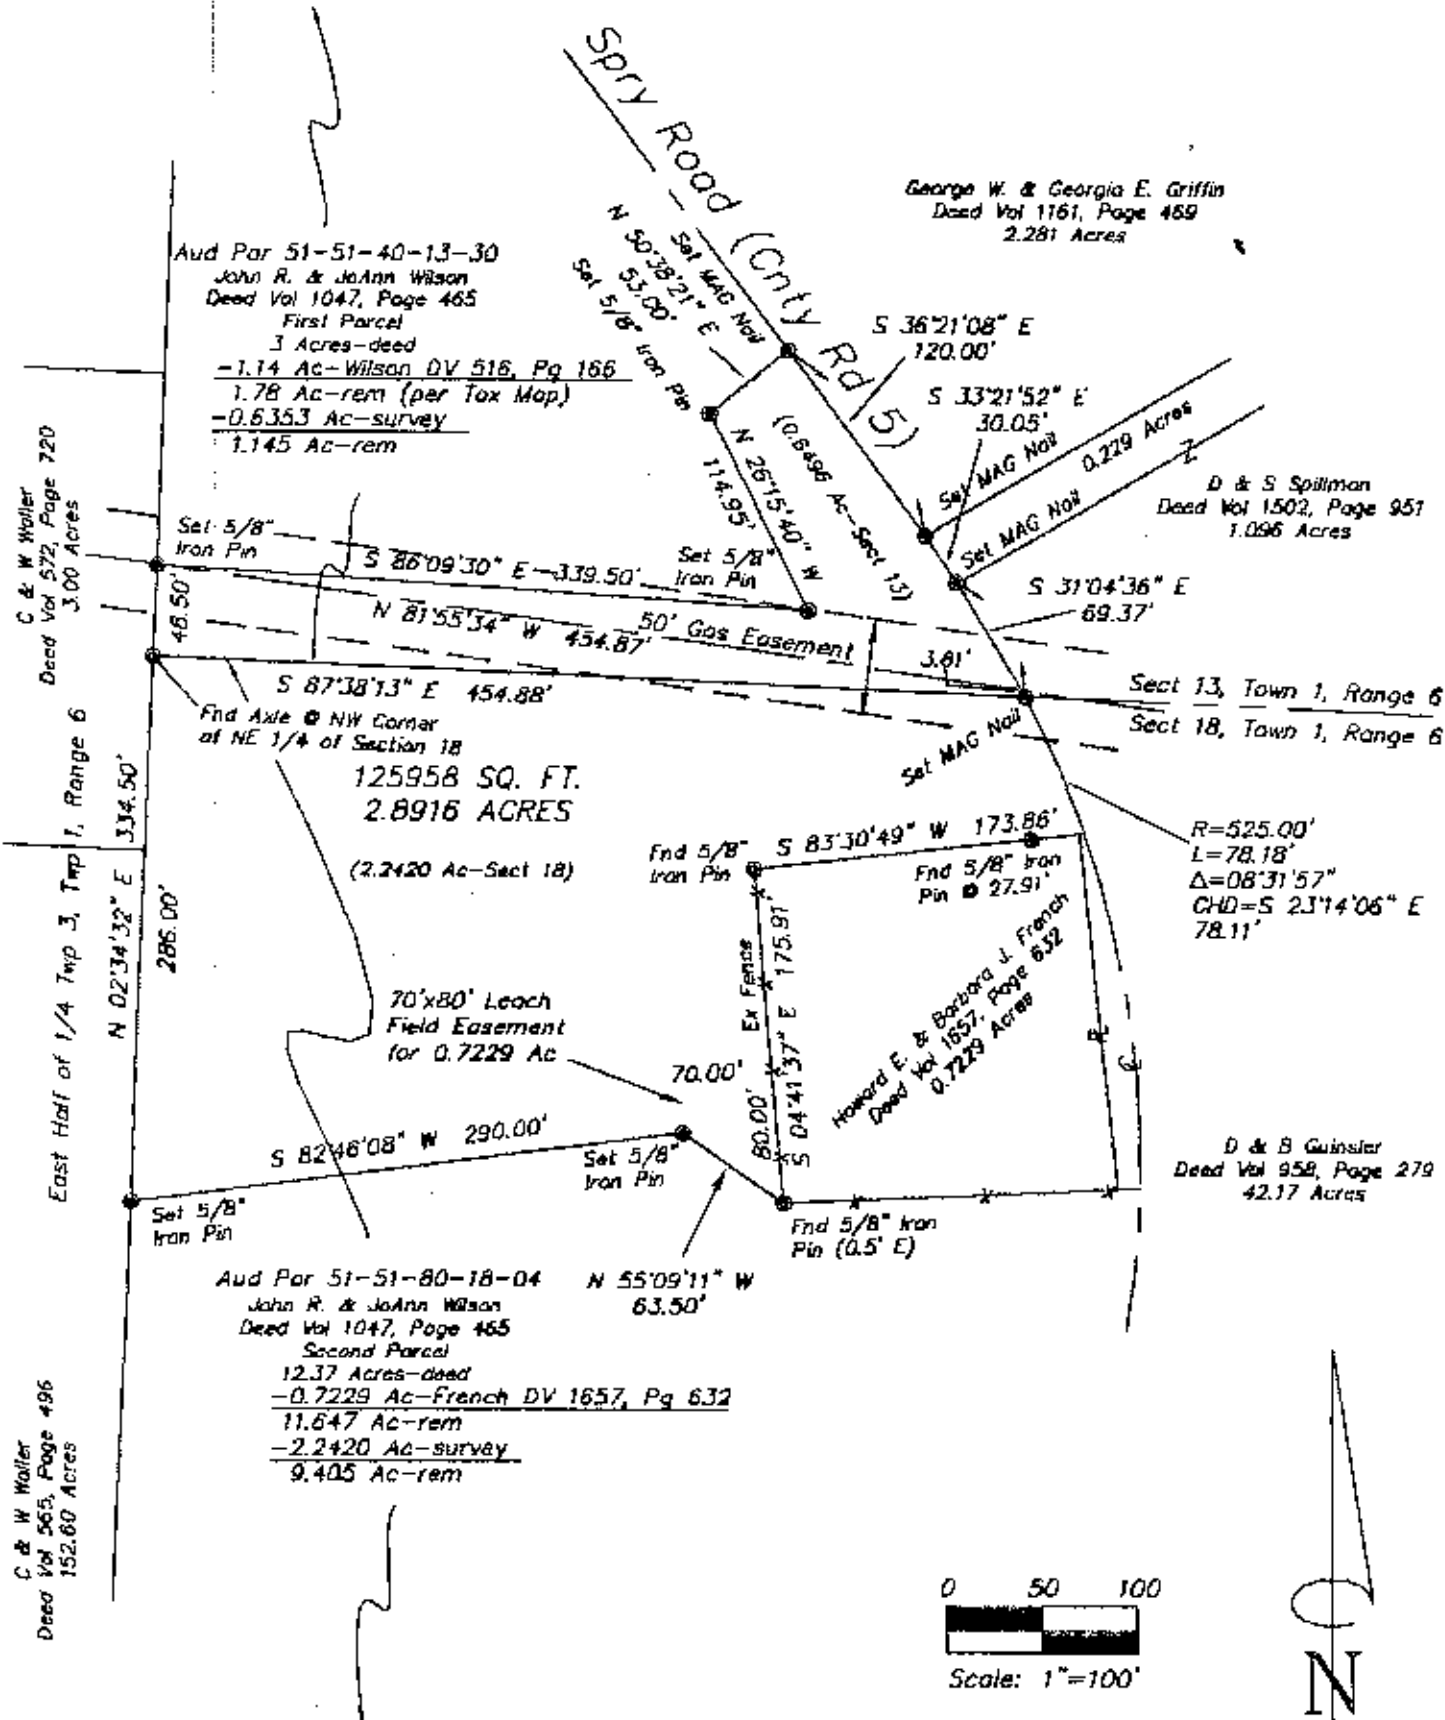 Spry Road (Cnty Rd 5)
George W. & Georgia E. Griffin
Deed Vol 1161, Page 469
2.281 Acres
Aud Par 51-51-40-13-30
John R. & JoAnn Wilson
Deed Vol 1047, Page 465
First Parcel
3 Acres-deed
-1.14 Ac-Wilson DV 516, Pg 166
1.78 Ac-rem (per Tax Map)
-0.6353 Ac-survey
1.145 Ac-rem
N 50°38'21" E
53.00'
Set MAG Nail
Set 5/8" Iron Pin
S 36°21'08" E
120.00'
S 33°21'52" E
30.05'
Set MAG Nail
0.229 Acres
Set MAG Nail
D & S Spillman
Deed Vol 1502, Page 951
1.096 Acres
N 26°15'40" W
114.95'
(0.6496 Ac-Sect 13)
C & W Waller
Deed Vol 572, Page 720
3.00 Acres
Set 5/8"
Iron Pin
S 86°09'30" E-339.50'
Set 5/8"
Iron Pin
S 31°04'36" E
69.37'
48.50'
N 81°55'34" W 454.87'
50' Gas Easement
3.81'
S 87°38'13" E 454.88'
Sect 13, Town 1, Range 6
Sect 18, Town 1, Range 6
Fnd Axle @ NW Corner
of NE 1/4 of Section 18
Set MAG Nail
125958 SQ. FT.
2.8916 ACRES
(2.2420 Ac-Sect 18)
East Half of 1/4 Twp 3, Twp 1, Range 6
N 02°34'32" E 334.50'
286.00'
R=525.00'
L=78.18'
Δ=08°31'57"
CHD=S 23°14'06" E
78.11'
Fnd 5/8"
Iron Pin
S 83°30'49" W 173.86'
Fnd 5/8" Iron
Pin @ 27.91'
Ex Fence
175.91'
S 04°41'37" E
80.00'
70.00'
Howard E. & Barbara J. French
Deed Vol 1657, Page 632
0.7229 Acres
70'x80' Leach
Field Easement
for 0.7229 Ac
S 82°46'08" W 290.00'
Set 5/8"
Iron Pin
Set 5/8"
Iron Pin
Fnd 5/8" Iron
Pin (0.5' E)
N 55°09'11" W
63.50'
D & B Guinsler
Deed Vol 958, Page 279
42.17 Acres
Aud Par 51-51-80-18-04
John R. & JoAnn Wilson
Deed Vol 1047, Page 465
Second Parcel
12.37 Acres-deed
-0.7229 Ac-French DV 1657, Pg 632
11.647 Ac-rem
-2.2420 Ac-survey
9.405 Ac-rem
C & W Waller
Deed Vol 565, Page 496
152.60 Acres
0 50 100
Scale: 1"=100'
N